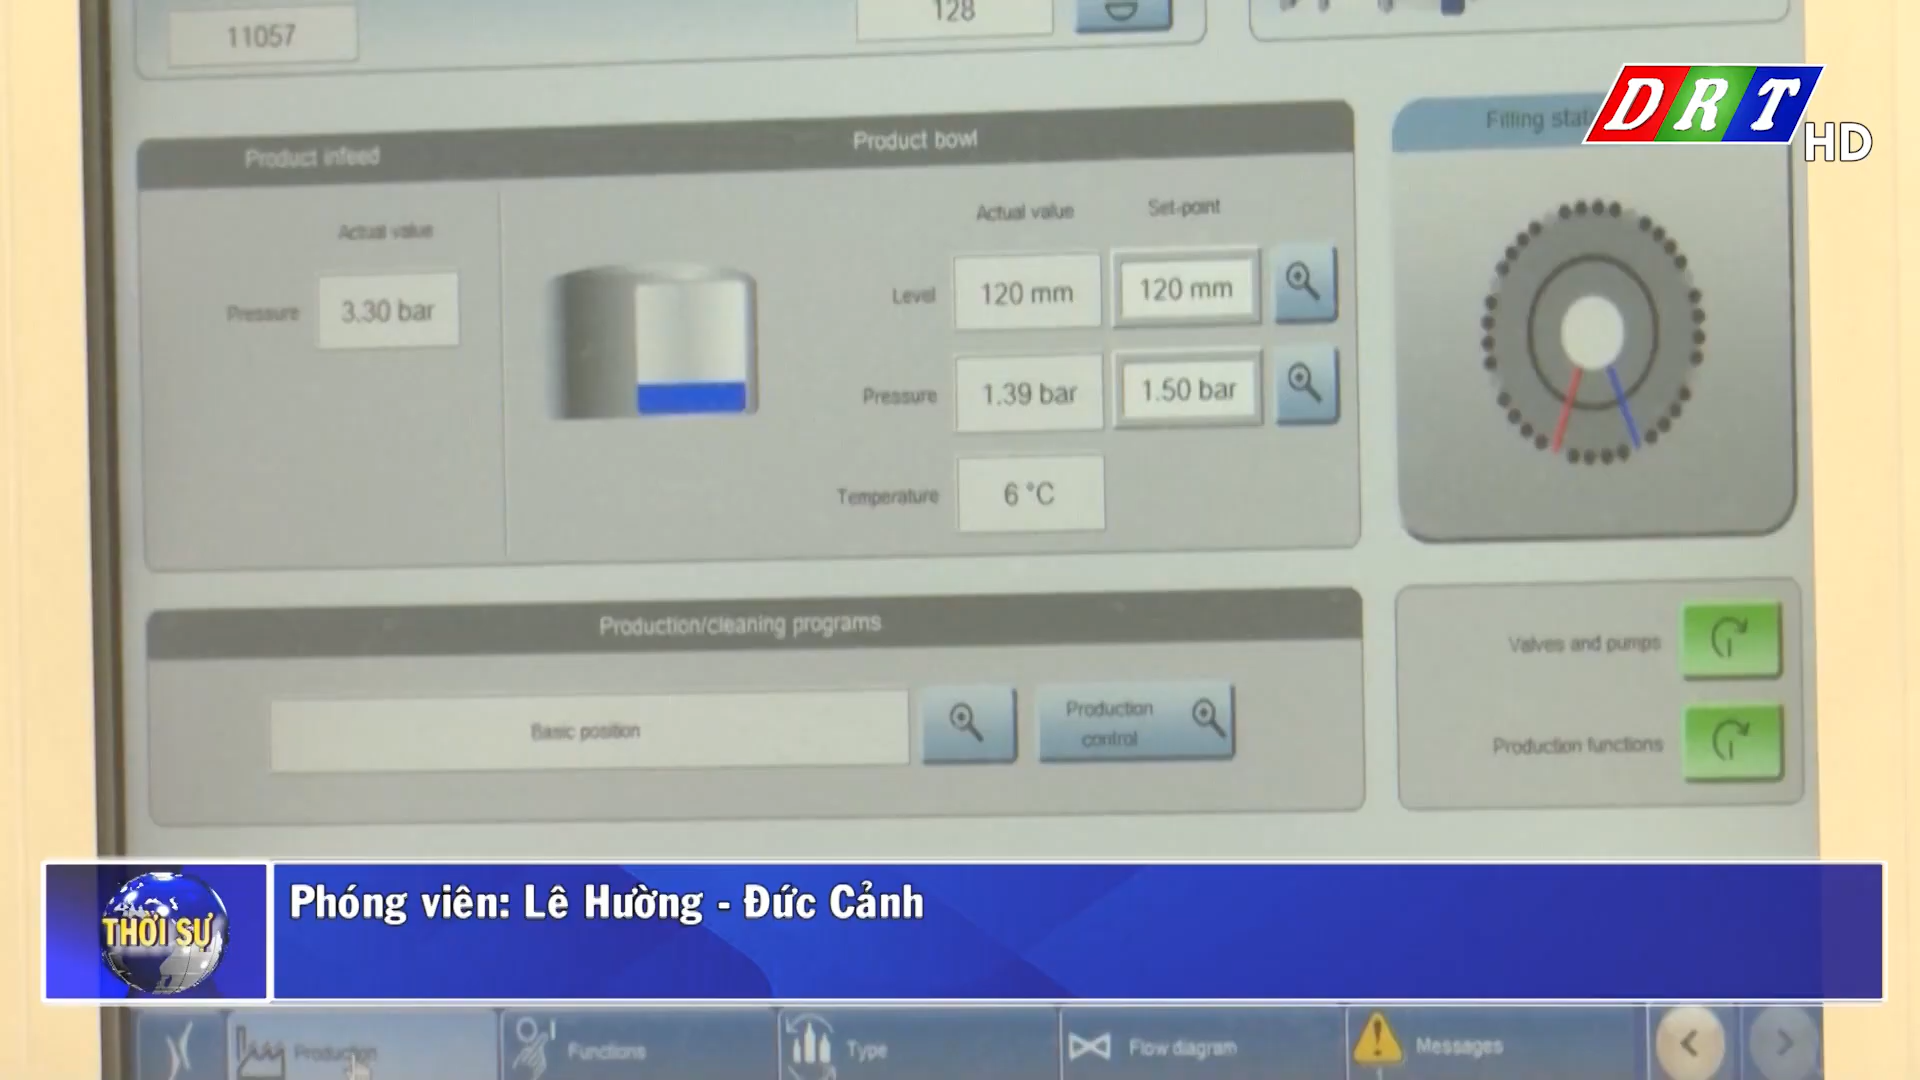 11057
128
DRT
HD
Product infeed
Product bowl
Filling
Actual value
Actual value
Set-point
Pressure
3.30 bar
Level
120 mm
120 mm
Pressure
1.39 bar
1.50 bar
Temperature
6 °C
Production/cleaning programs
Basic position
Production
control
Valves and pumps
Production functions
THỜI SỰ
Phóng viên: Lê Hường - Đức Cảnh
Production
Functions
Type
Flow diagram
Messages